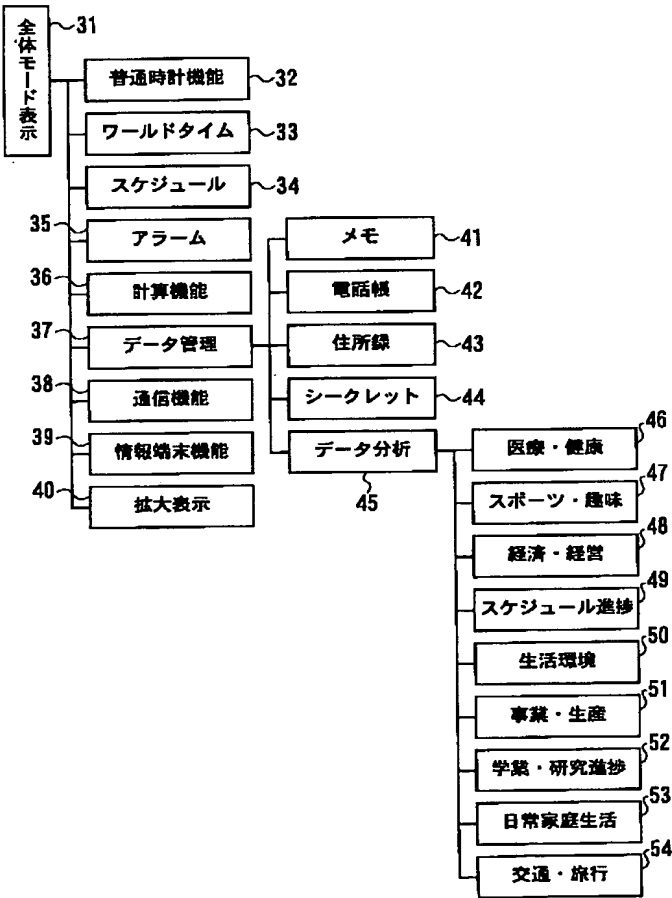 全体モード表示
31
普通時計機能
32
ワールドタイム
33
スケジュール
34
35
アラーム
36
計算機能
37
データ管理
38
通信機能
39
情報端末機能
40
拡大表示
メモ
41
電話帳
42
住所録
43
シークレット
44
データ分析
45
46
医療・健康
47
スポーツ・趣味
48
経済・経営
49
スケジュール進捗
50
生活環境
51
事業・生産
52
学業・研究進捗
53
日常家庭生活
54
交通・旅行